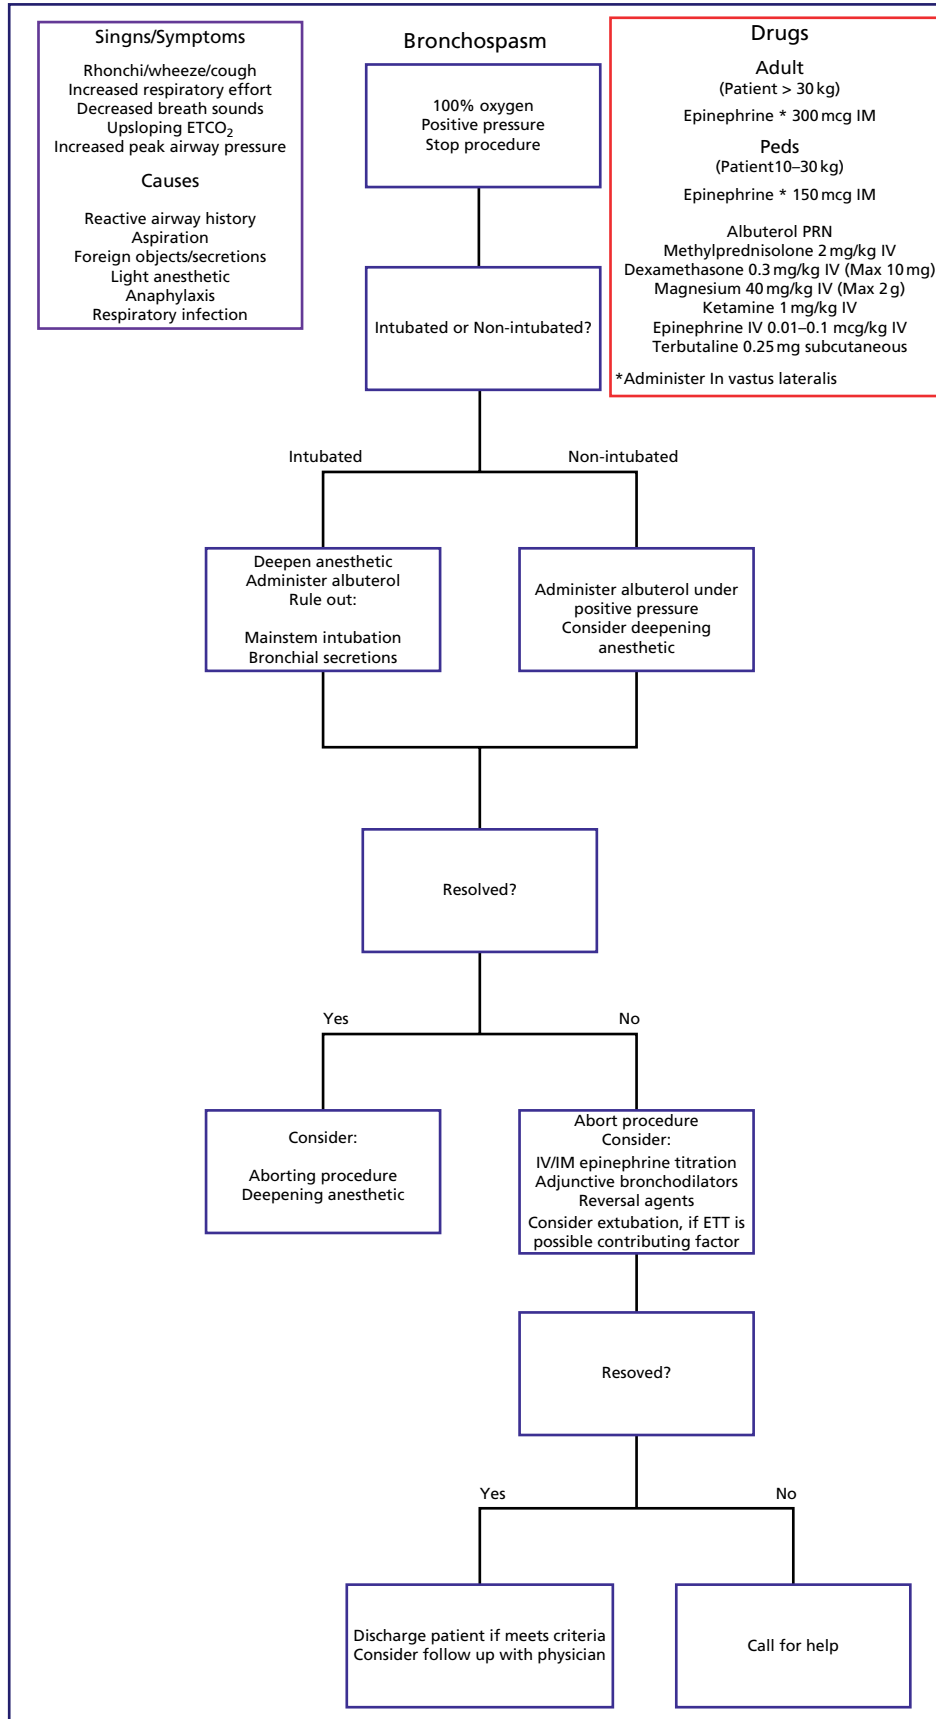 Singns/Symptoms
Rhonchi/wheeze/cough
Increased respiratory effort
Decreased breath sounds
Upsloping ETCO₂
Increased peak airway pressure
Causes
Reactive airway history
Aspiration
Foreign objects/secretions
Light anesthetic
Anaphylaxis
Respiratory infection
Bronchospasm
100% oxygen
Positive pressure
Stop procedure
Drugs
Adult
(Patient > 30 kg)
Epinephrine * 300 mcg IM
Peds
(Patient10–30 kg)
Epinephrine * 150 mcg IM
Albuterol PRN
Methylprednisolone 2 mg/kg IV
Dexamethasone 0.3 mg/kg IV (Max 10 mg)
Magnesium 40 mg/kg IV (Max 2 g)
Ketamine 1 mg/kg IV
Epinephrine IV 0.01–0.1 mcg/kg IV
Terbutaline 0.25 mg subcutaneous
*Administer In vastus lateralis
Intubated or Non-intubated?
Intubated
Non-intubated
Deepen anesthetic
Administer albuterol
Rule out:
Mainstem intubation
Bronchial secretions
Administer albuterol under
positive pressure
Consider deepening
anesthetic
Resolved?
Yes
No
Consider:
Aborting procedure
Deepening anesthetic
Abort procedure
Consider:
IV/IM epinephrine titration
Adjunctive bronchodilators
Reversal agents
Consider extubation, if ETT is
possible contributing factor
Resoved?
Yes
No
Discharge patient if meets criteria
Consider follow up with physician
Call for help